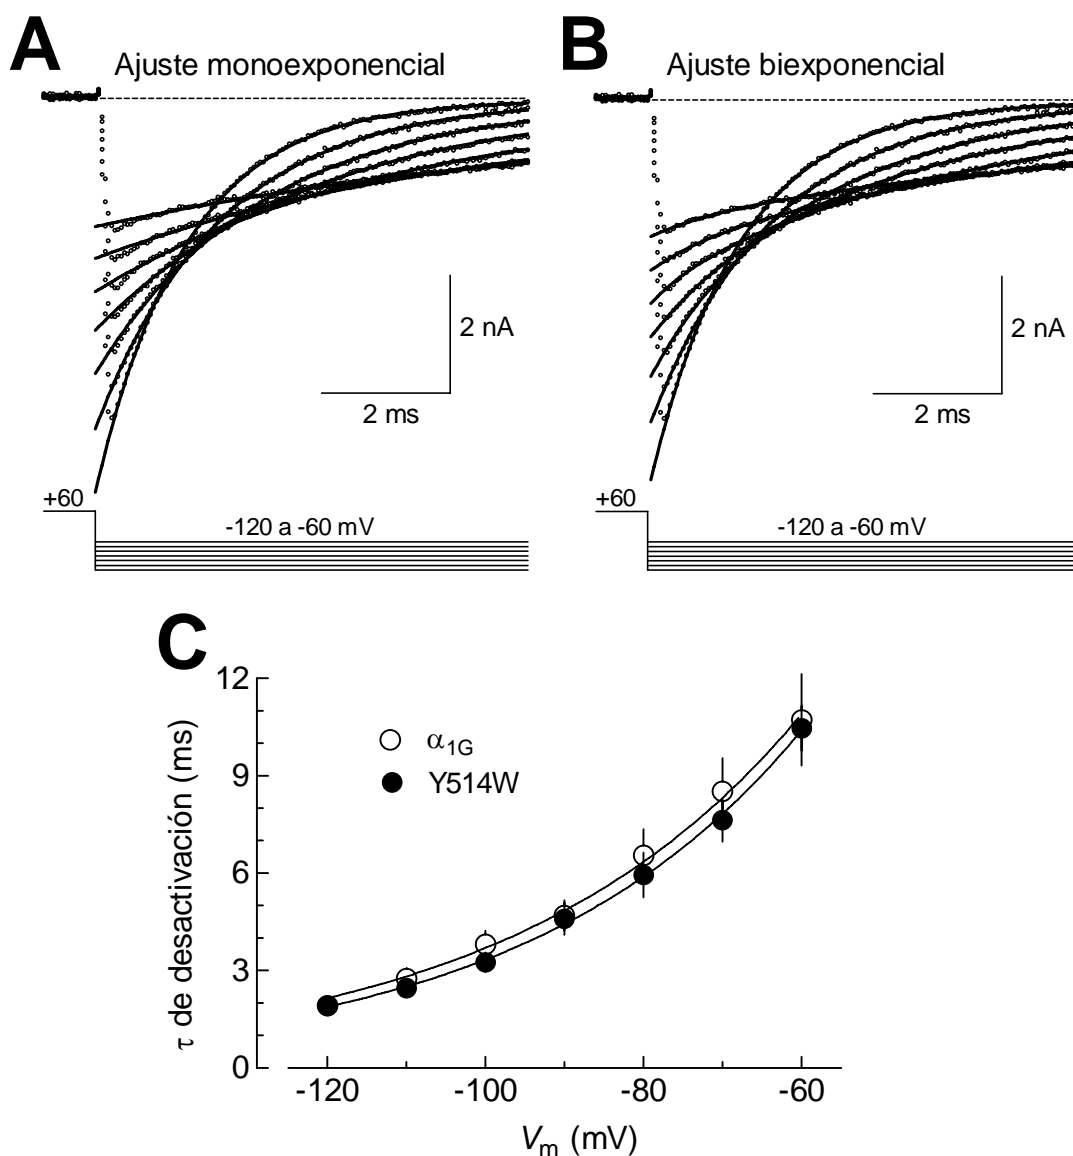 A
Ajuste monoexponencial
2 nA
2 ms
+60
-120 a -60 mV
B
Ajuste biexponencial
2 nA
2 ms
+60
-120 a -60 mV
C
τ de desactivación (ms)
12
9
6
3
0
α1G
Y514W
-120
-100
-80
-60
Vm (mV)